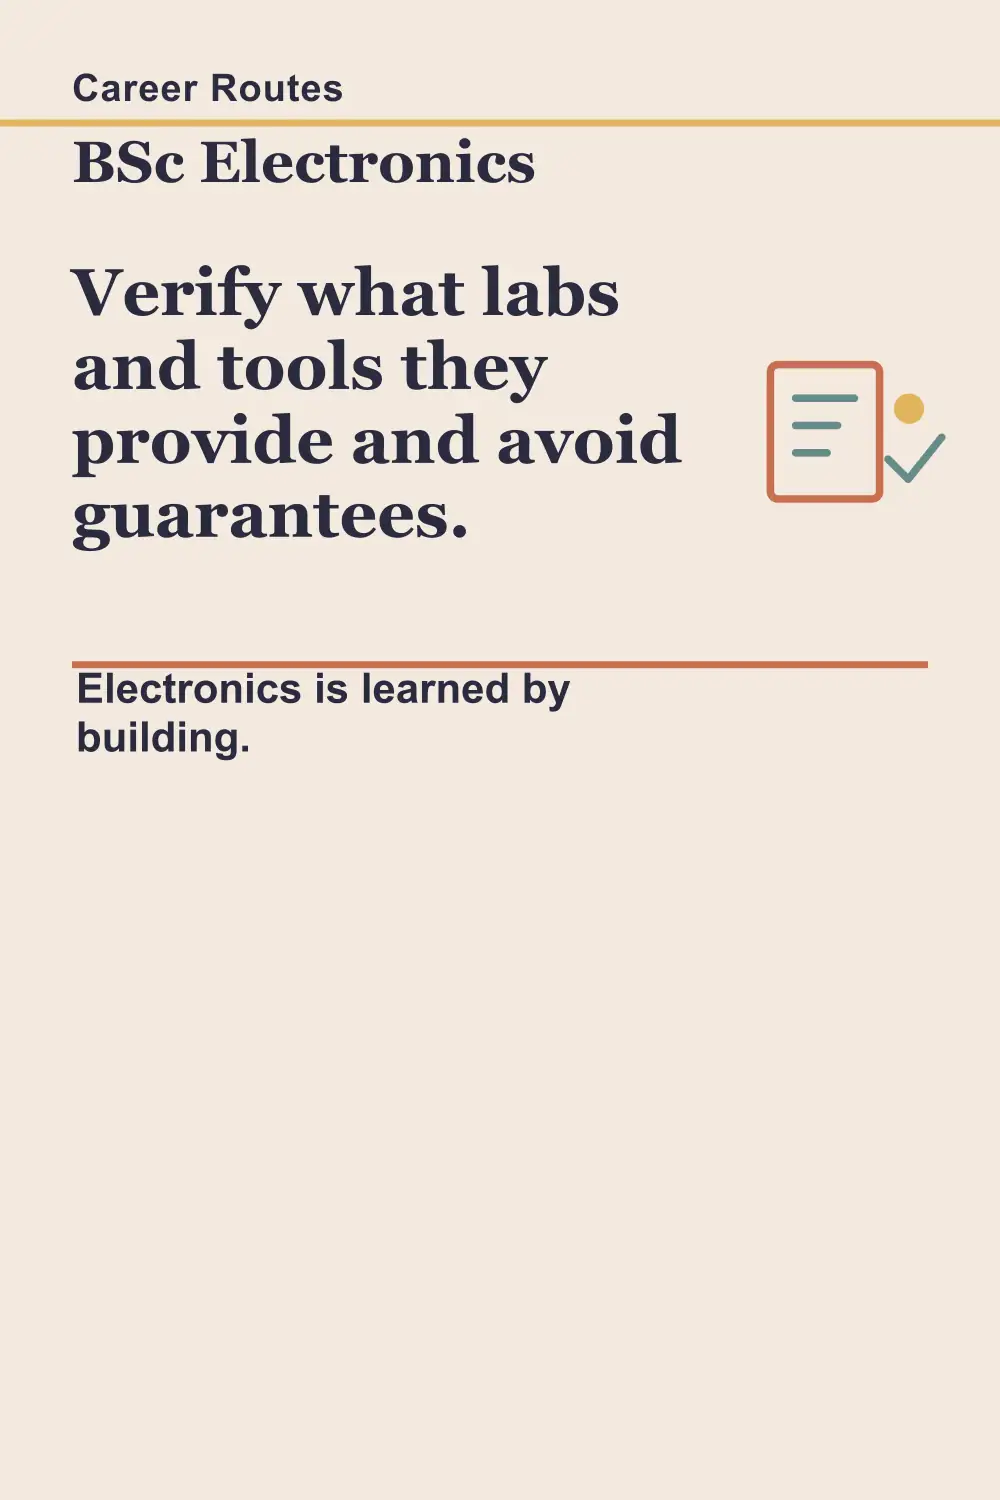 Career Routes
BSc Electronics
Verify what labs
and tools they
provide and avoid
guarantees.
Electronics is learned by
building.